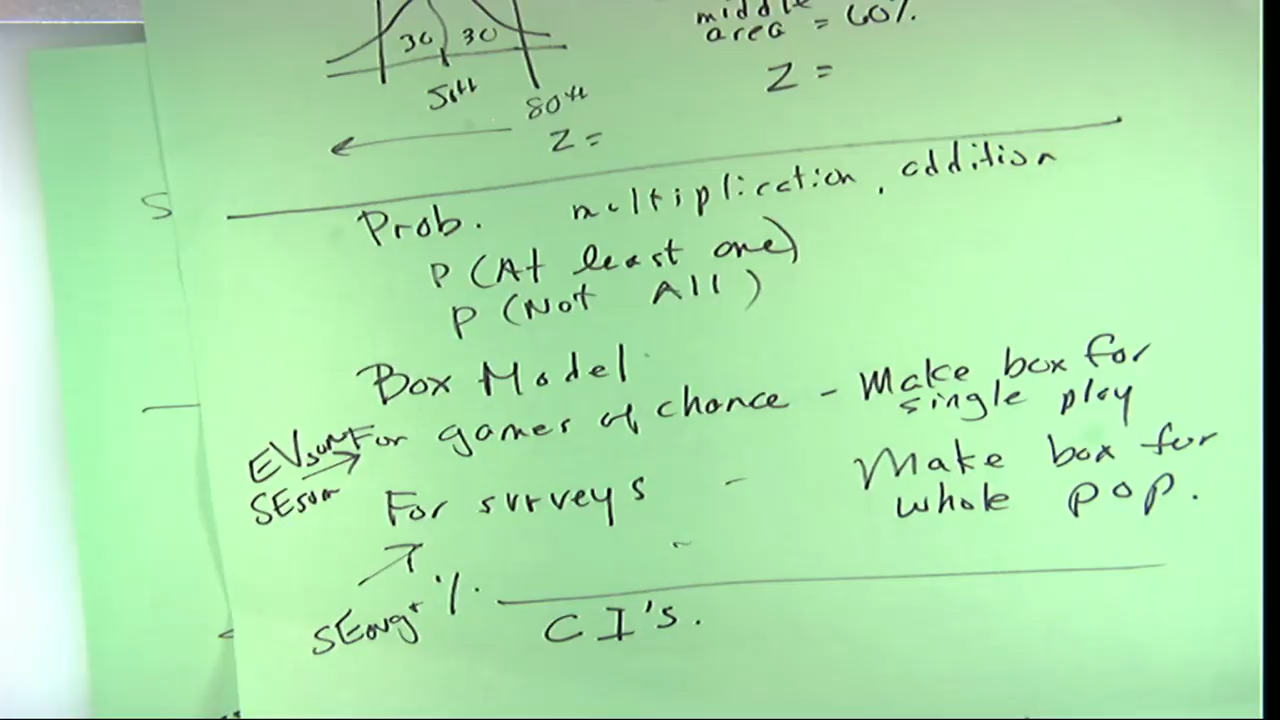 middle
area = 60%.
30 30
50th
80th
Z =
Z =
S
Prob. multiplication, addition
P (At least one)
P (Not All)
Box Model
For games of chance - Make box for
single play
EVsum
SEsum
For surveys - Make box for
whole pop.
SEavg + %.
CI's.